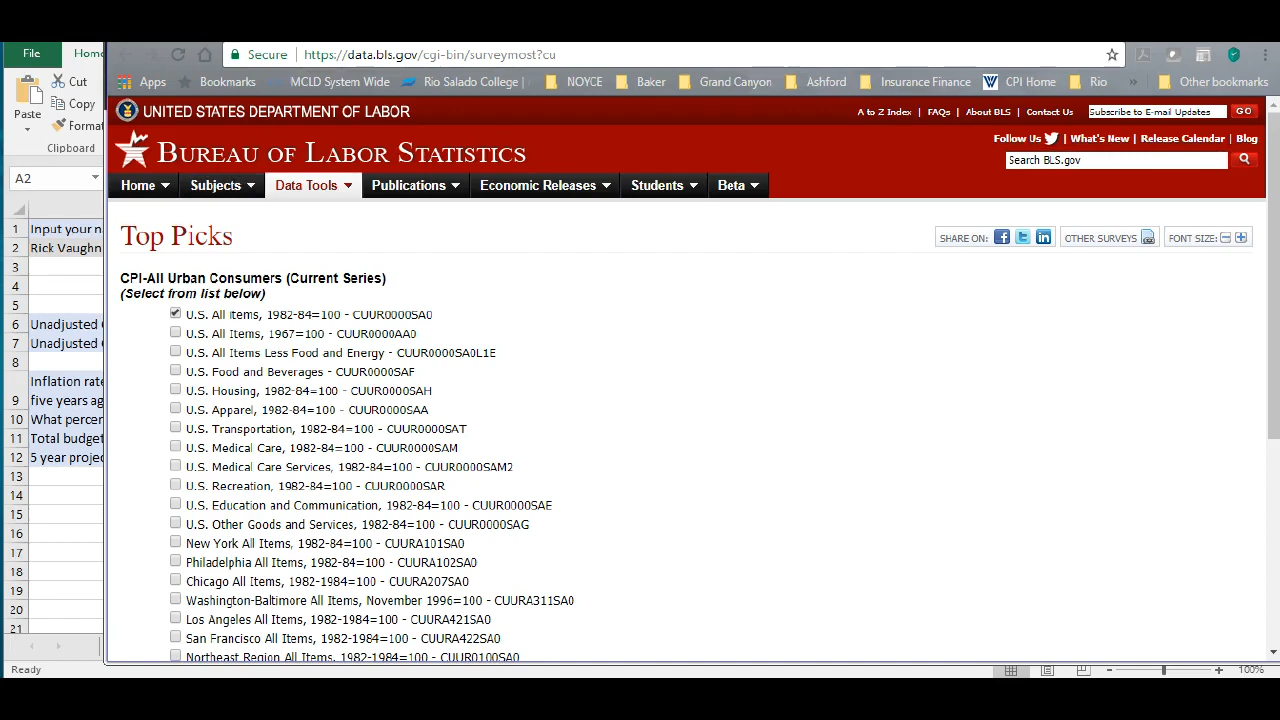 File
Home
Secure
https://data.bls.gov/cgi-bin/surveymost?cu
Cut
Apps
Bookmarks
MCLD System Wide
Rio Salado College |
NOYCE
Baker
Grand Canyon
Ashford
Insurance Finance
CPI Home
Rio
»
Other bookmarks
Copy
Paste
Format
UNITED STATES DEPARTMENT OF LABOR
A to Z Index | FAQs | About BLS | Contact Us
Subscribe to E-mail Updates
GO
Clipboard
Follow Us | What's New | Release Calendar | Blog
BUREAU OF LABOR STATISTICS
Search BLS.gov
A2
Home
Subjects
Data Tools
Publications
Economic Releases
Students
Beta
1 Input your n
2 Rick Vaughn
Top Picks
SHARE ON:
OTHER SURVEYS
FONT SIZE:
3
4
CPI-All Urban Consumers (Current Series)
(Select from list below)
5
U.S. All items, 1982-84=100 - CUUR0000SA0
6 Unadjusted
U.S. All Items, 1967=100 - CUUR0000AA0
7 Unadjusted
U.S. All Items Less Food and Energy - CUUR0000SA0L1E
8
U.S. Food and Beverages - CUUR0000SAF
Inflation rate
U.S. Housing, 1982-84=100 - CUUR0000SAH
9 five years ag
U.S. Apparel, 1982-84=100 - CUUR0000SAA
10 What percen
U.S. Transportation, 1982-84=100 - CUUR0000SAT
11 Total budget
U.S. Medical Care, 1982-84=100 - CUUR0000SAM
12 5 year projec
U.S. Medical Care Services, 1982-84=100 - CUUR0000SAM2
13
U.S. Recreation, 1982-84=100 - CUUR0000SAR
14
U.S. Education and Communication, 1982-84=100 - CUUR0000SAE
15
U.S. Other Goods and Services, 1982-84=100 - CUUR0000SAG
16
New York All Items, 1982-84=100 - CUURA101SA0
17
Philadelphia All Items, 1982-84=100 - CUURA102SA0
18
Chicago All Items, 1982-1984=100 - CUURA207SA0
19
Washington-Baltimore All Items, November 1996=100 - CUURA311SA0
20
Los Angeles All Items, 1982-1984=100 - CUURA421SA0
21
San Francisco All Items, 1982-1984=100 - CUURA422SA0
Northeast Region All Items, 1982-1984=100 - CUUR0100SA0
Ready
100%